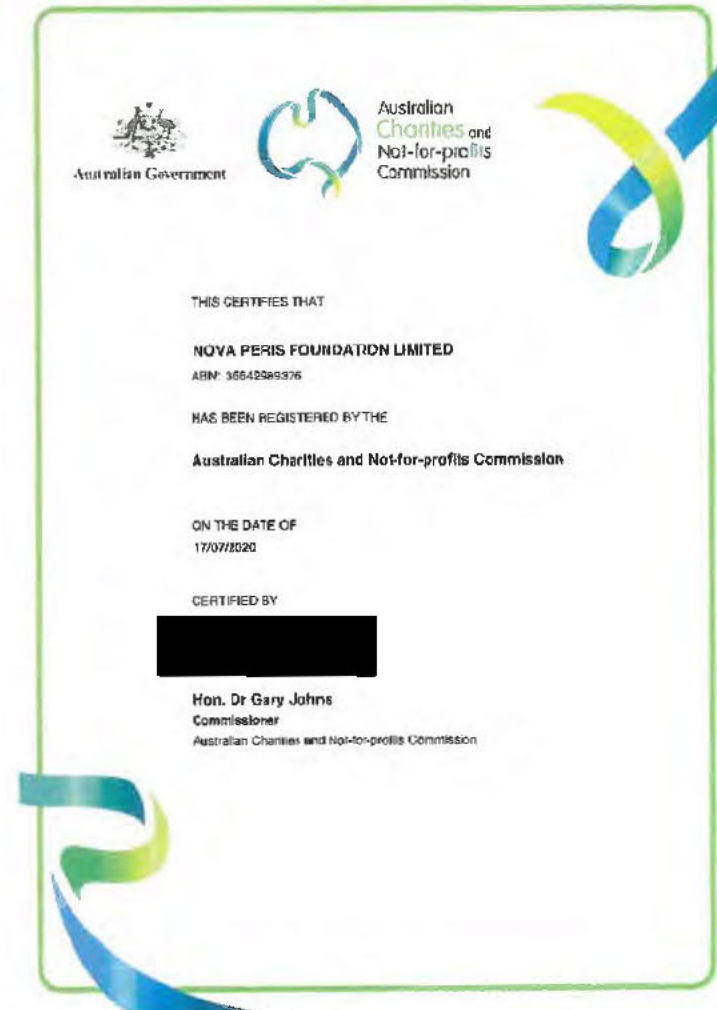 Australian Government
Australian
Charities and
Not-for-profits
Commission
THIS CERTIFIES THAT
NOVA PERIS FOUNDATION LIMITED
ABN: 36642989376
HAS BEEN REGISTERED BY THE
Australian Charities and Not-for-profits Commission
ON THE DATE OF
17/07/2020
CERTIFIED BY
Hon. Dr Gary Johns
Commissioner
Australian Charities and Not-for-profits Commission